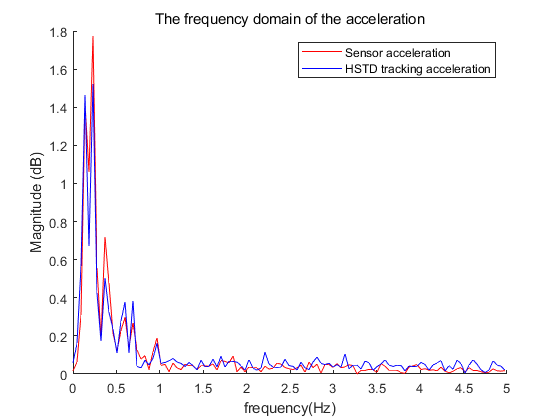 The frequency domain of the acceleration
Sensor acceleration
HSTD tracking acceleration
Magnitude (dB)
1.8
1.6
1.4
1.2
1
0.8
0.6
0.4
0.2
0
0 0.5 1 1.5 2 2.5 3 3.5 4 4.5 5
frequency(Hz)